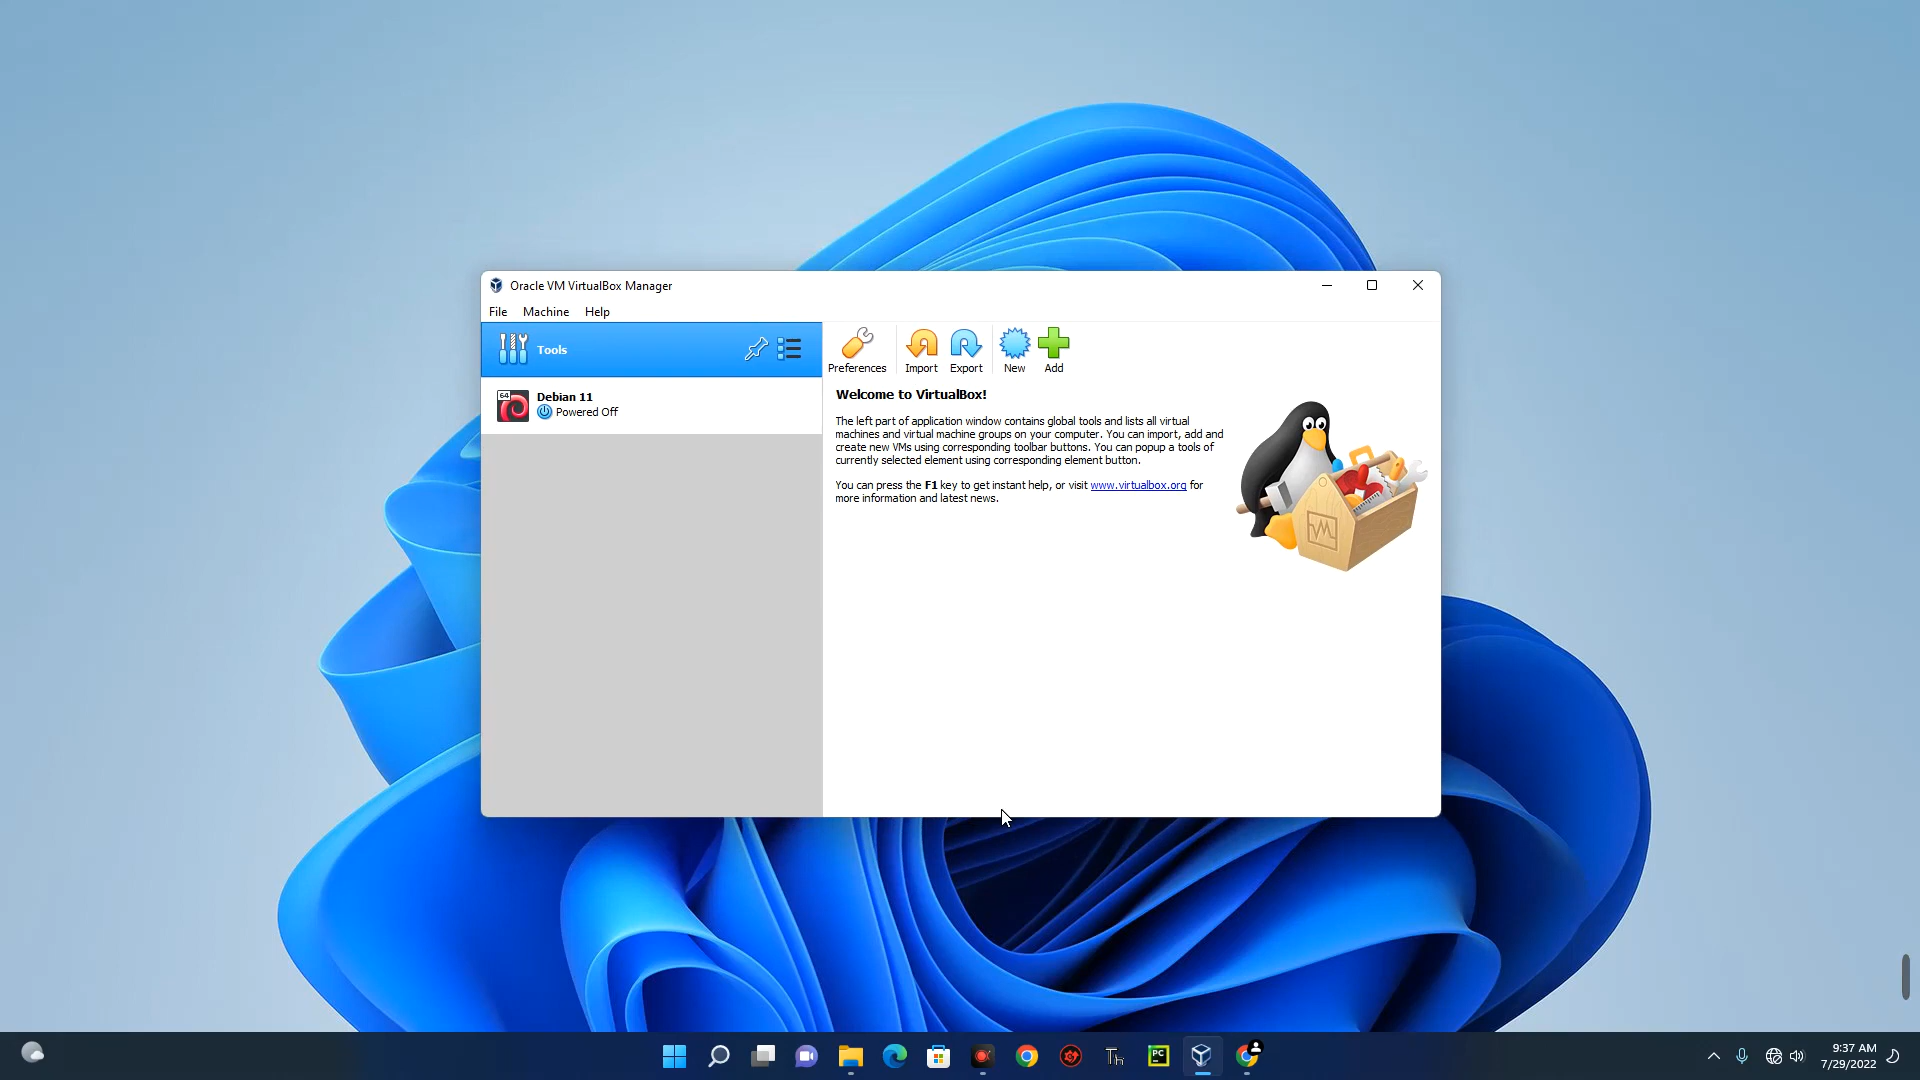 Oracle VM VirtualBox Manager
File Machine Help
Tools
Preferences Import Export New Add
64
Debian 11
Powered Off
Welcome to VirtualBox!
The left part of application window contains global tools and lists all virtual
machines and virtual machine groups on your computer. You can import, add and
create new VMs using corresponding toolbar buttons. You can popup a tools of
currently selected element using corresponding element button.
You can press the F1 key to get instant help, or visit www.virtualbox.org for
more information and latest news.
Th
PC
9:37 AM
7/29/2022